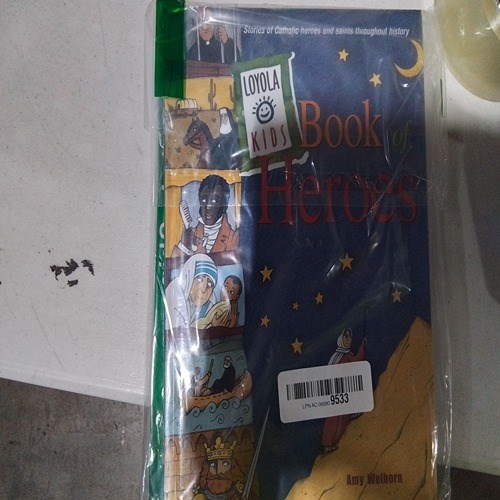 Stories of Catholic heroes and saints throughout history
LOYOLA
KIDS
Book of
Heroes
9533
Amy Welborn